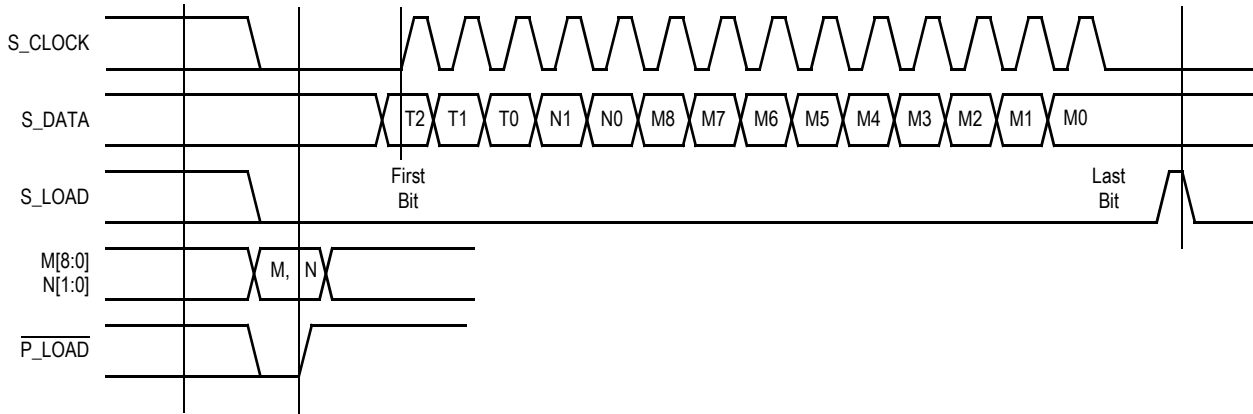 S_CLOCK
S_DATA
T2 T1 T0 N1 N0 M8 M7 M6 M5 M4 M3 M2 M1 M0
First
Bit
Last
Bit
S_LOAD
M[8:0]
N[1:0]
M, N
P_LOAD